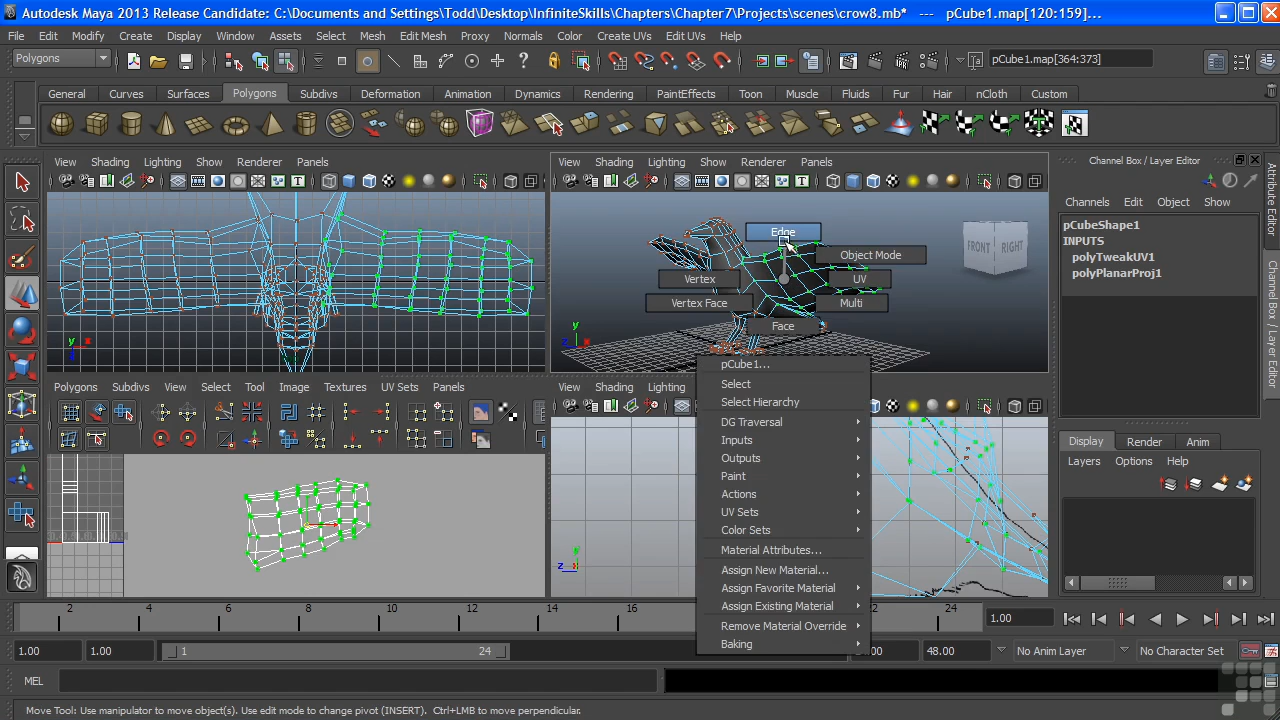 Autodesk Maya 2013 Release Candidate: C:\Documents and Settings\Todd\Desktop\InfiniteSkills\Chapters\Chapter7\Projects\scenes\crow8.mb* --- pCube1.map[120:159]...
File Edit Modify Create Display Window Assets Select Mesh Edit Mesh Proxy Normals Color Create UVs Edit UVs Help
Polygons
pCube1.map[364:373]
General Curves Surfaces Polygons Subdivs Deformation Animation Dynamics Rendering PaintEffects Toon Muscle Fluids Fur Hair nCloth Custom
View Shading Lighting Show Renderer Panels
View Shading Lighting Show Renderer Panels
Channel Box / Layer Editor
Channels Edit Object Show
pCubeShape1
INPUTS
polyTweakUV1
polyPlanarProj1
Attribute Editor
Channel Box / Layer Editor
FRONT RIGHT
Edge
Object Mode
Vertex
UV
Vertex Face
Multi
Face
y x z
y z x
pCube1...
Select
Select Hierarchy
DG Traversal
Inputs
Outputs
Paint
Actions
UV Sets
Color Sets
Material Attributes...
Assign New Material...
Assign Favorite Material
Assign Existing Material
Remove Material Override
Baking
Polygons Subdivs View Select Tool Image Textures UV Sets Panels
View Shading Lighting
y z x
Display Render Anim
Layers Options Help
2 4 6 8 10 12 14 16 22 24
1.00
1.00 1.00 1 24 48.00 No Anim Layer No Character Set
MEL
Move Tool: Use manipulator to move object(s). Use edit mode to change pivot (INSERT). Ctrl+LMB to move perpendicular.